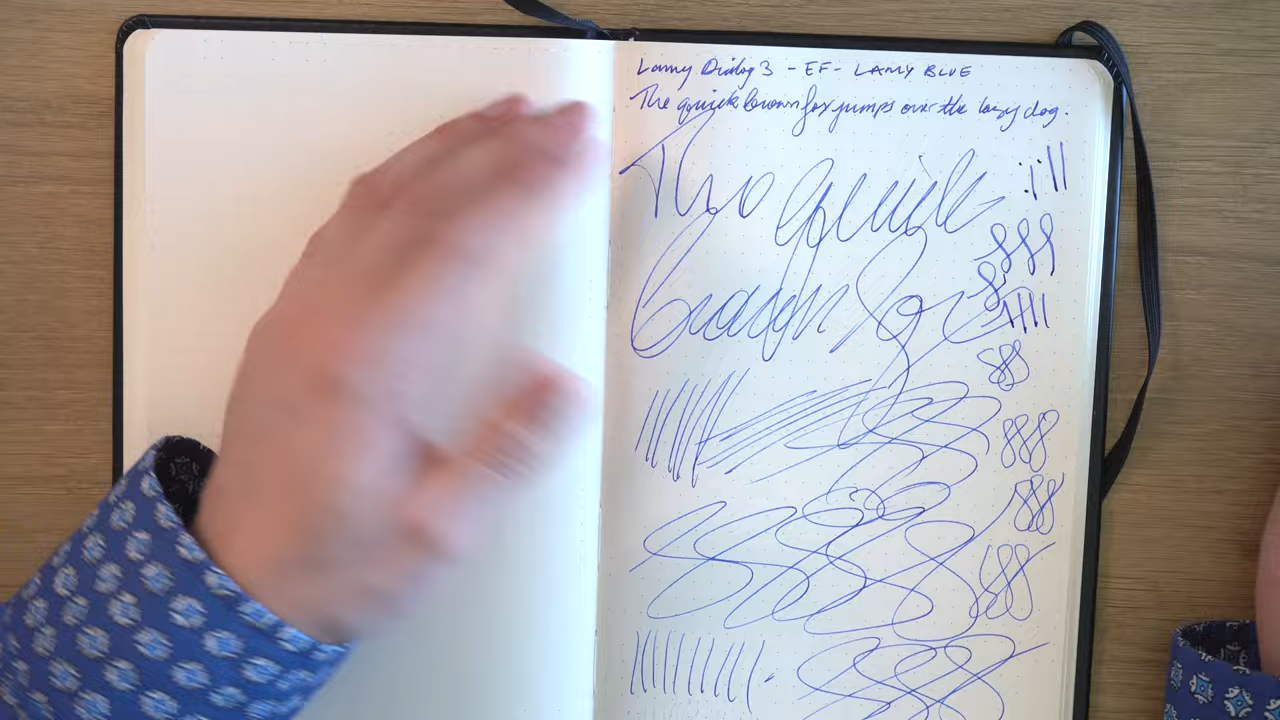 Lamy Dialog 3 - EF - LAMY BLUE
The quick brown fox jumps over the lazy dog.
The quick
brown fox